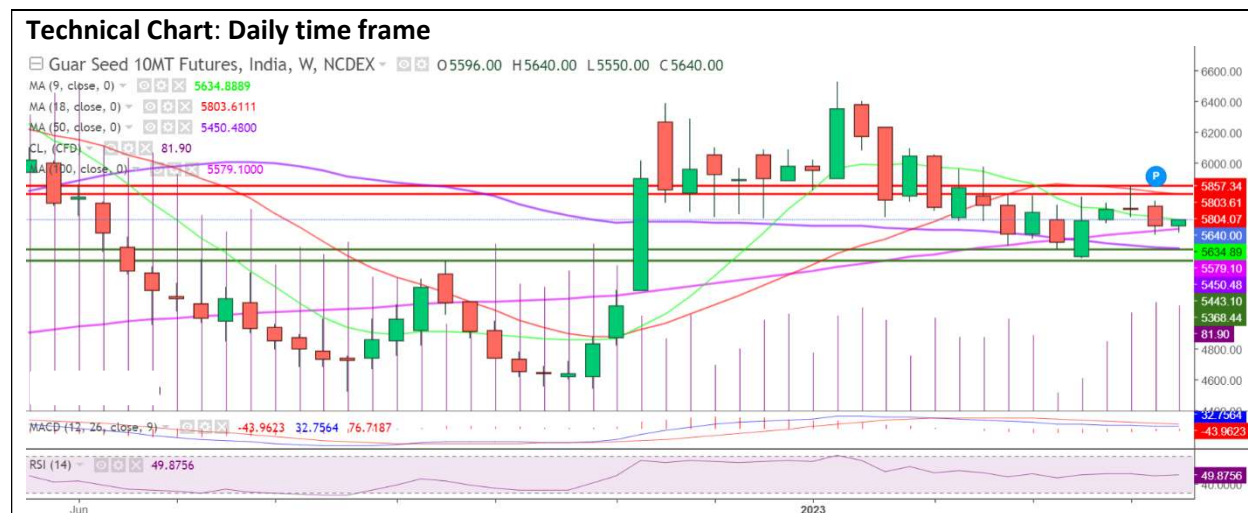 Technical Chart: Daily time frame
Guar Seed 10MT Futures, India, W, NCDEX O5596.00 H5640.00 L5550.00 C5640.00
MA (9, close, 0) 5634.8889
MA (18, close, 0) 5803.6111
MA (50, close, 0) 5450.4800
CL, (CFD) 81.90
MA (100, close, 0) 5579.1000
6600.00
6400.00
6200.00
6000.00
P
5857.34
5803.61
5804.07
5640.00
5634.89
5579.10
5450.48
5443.10
5368.44
81.90
4800.00
4600.00
4400.00
MACD (12, 26, close, 9) -43.9623 32.7564 76.7187
32.7564
-43.9623
RSI (14) 49.8756
49.8756
40.0000
Jun 2023